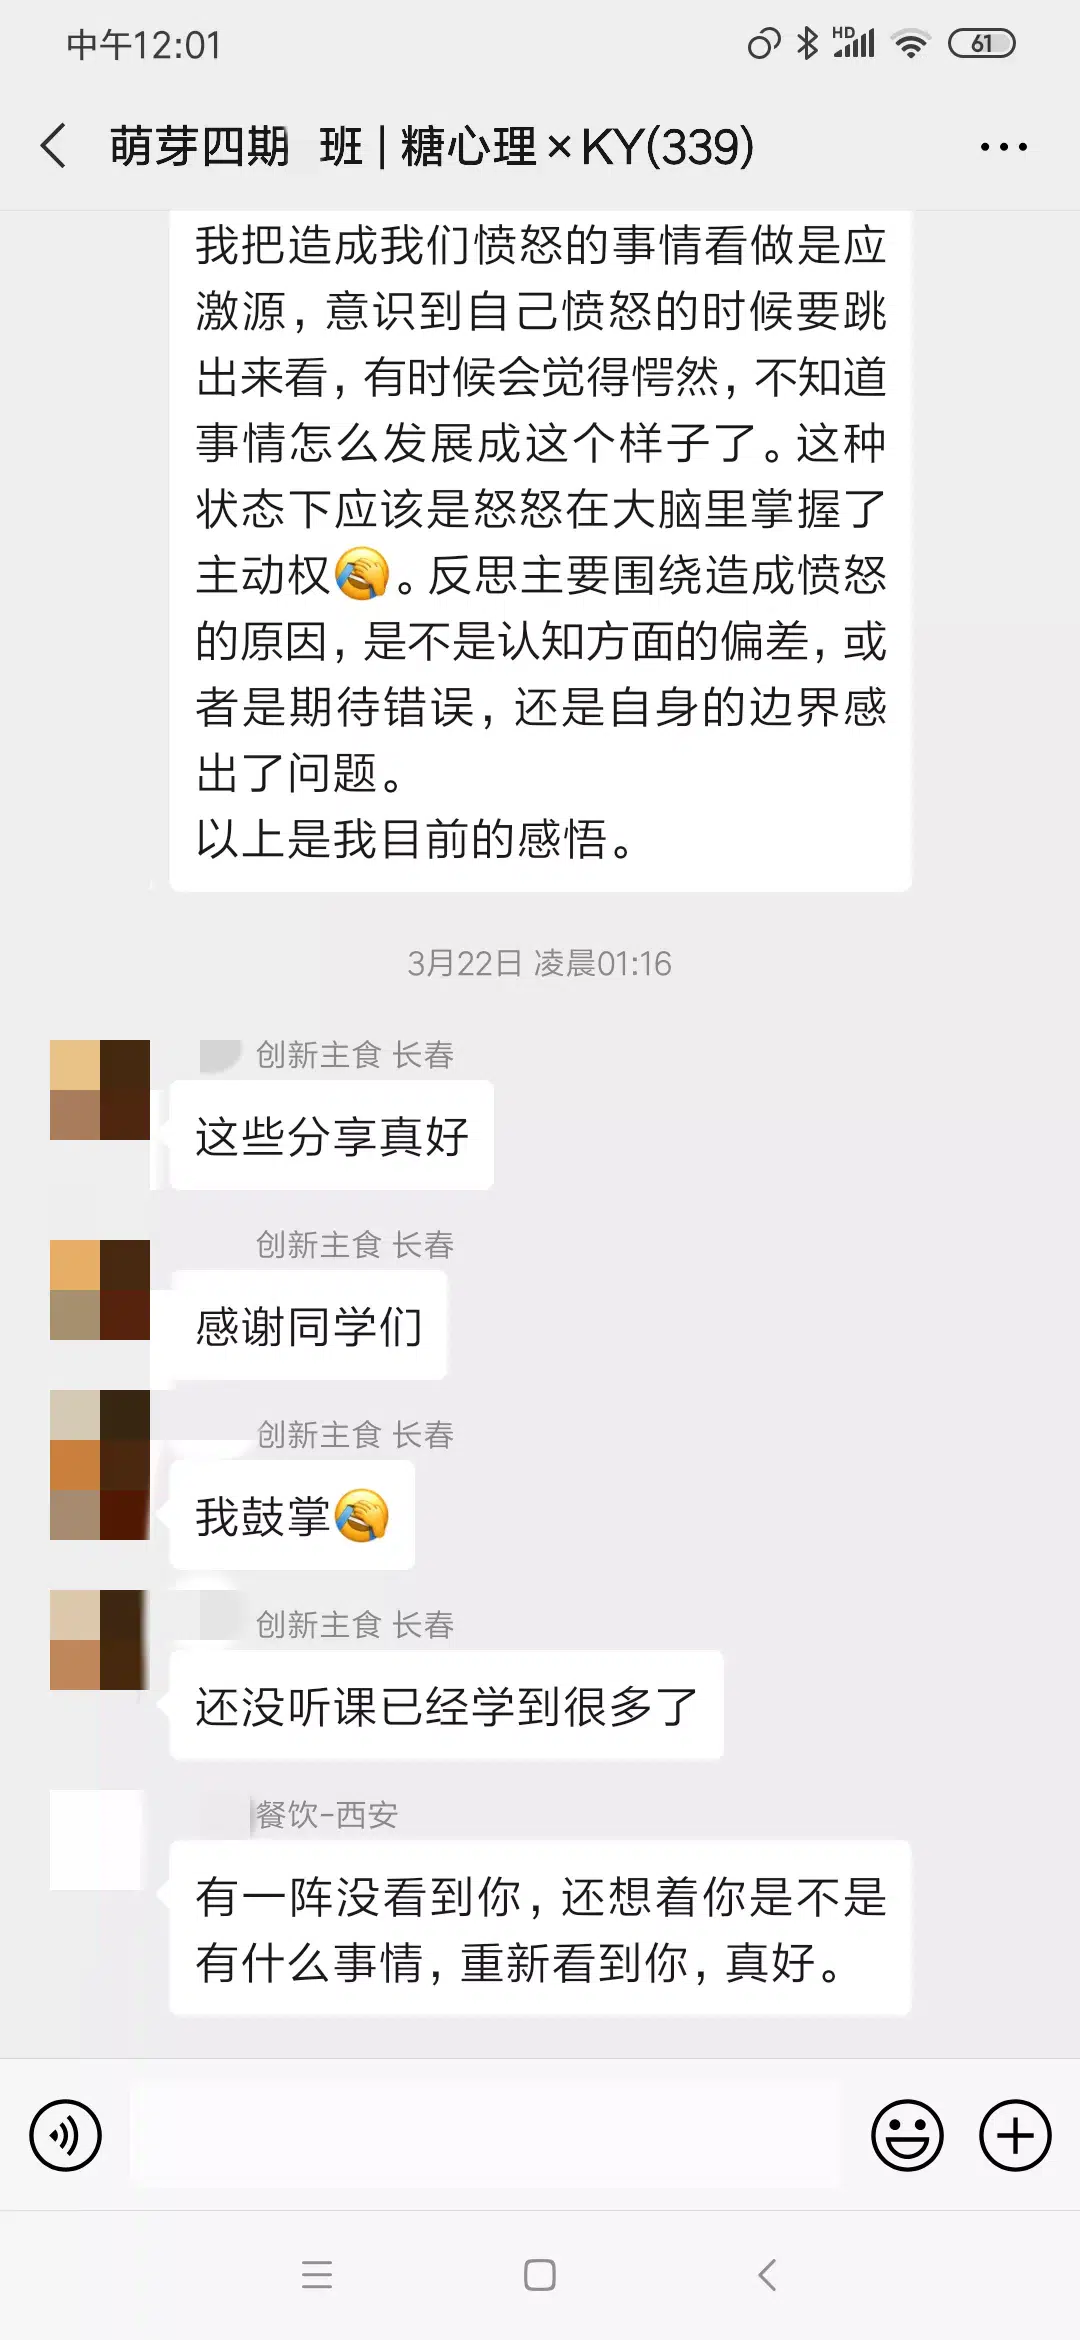 中午12:01
HD
61
萌芽四期 班 | 糖心理×KY(339)
我把造成我们愤怒的事情看做是应
激源，意识到自己愤怒的时候要跳
出来看，有时候会觉得愕然，不知道
事情怎么发展成这个样子了。这种
状态下应该是怒怒在大脑里掌握了
主动权🤦。反思主要围绕造成愤怒
的原因，是不是认知方面的偏差，或
者是期待错误，还是自身的边界感
出了问题。
以上是我目前的感悟。
3月22日 凌晨01:16
创新主食 长春
这些分享真好
创新主食 长春
感谢同学们
创新主食 长春
我鼓掌🤦
创新主食 长春
还没听课已经学到很多了
餐饮-西安
有一阵没看到你，还想着你是不是
有什么事情，重新看到你，真好。